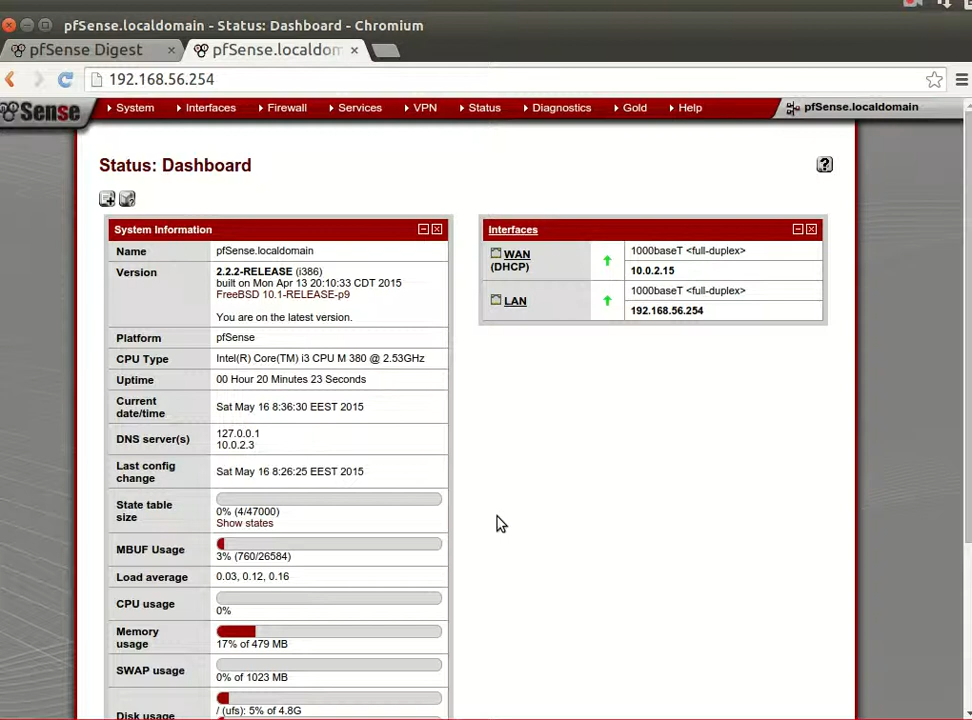 pfSense.localdomain - Status: Dashboard - Chromium
pfSense Digest
pfSense.localdom
192.168.56.254
Sense
System
Interfaces
Firewall
Services
VPN
Status
Diagnostics
Gold
Help
pfSense.localdomain
Status: Dashboard
?
System Information
Name
pfSense.localdomain
Version
2.2.2-RELEASE (i386)
built on Mon Apr 13 20:10:33 CDT 2015
FreeBSD 10.1-RELEASE-p9
You are on the latest version.
Platform
pfSense
CPU Type
Intel(R) Core(TM) i3 CPU M 380 @ 2.53GHz
Uptime
00 Hour 20 Minutes 23 Seconds
Current
date/time
Sat May 16 8:36:30 EEST 2015
DNS server(s)
127.0.0.1
10.0.2.3
Last config
change
Sat May 16 8:26:25 EEST 2015
State table
size
0% (4/47000)
Show states
MBUF Usage
3% (760/26584)
Load average
0.03, 0.12, 0.16
CPU usage
0%
Memory
usage
17% of 479 MB
SWAP usage
0% of 1023 MB
Disk usage
/ (ufs): 5% of 4.8G
Interfaces
WAN
(DHCP)
1000baseT <full-duplex>
10.0.2.15
LAN
1000baseT <full-duplex>
192.168.56.254